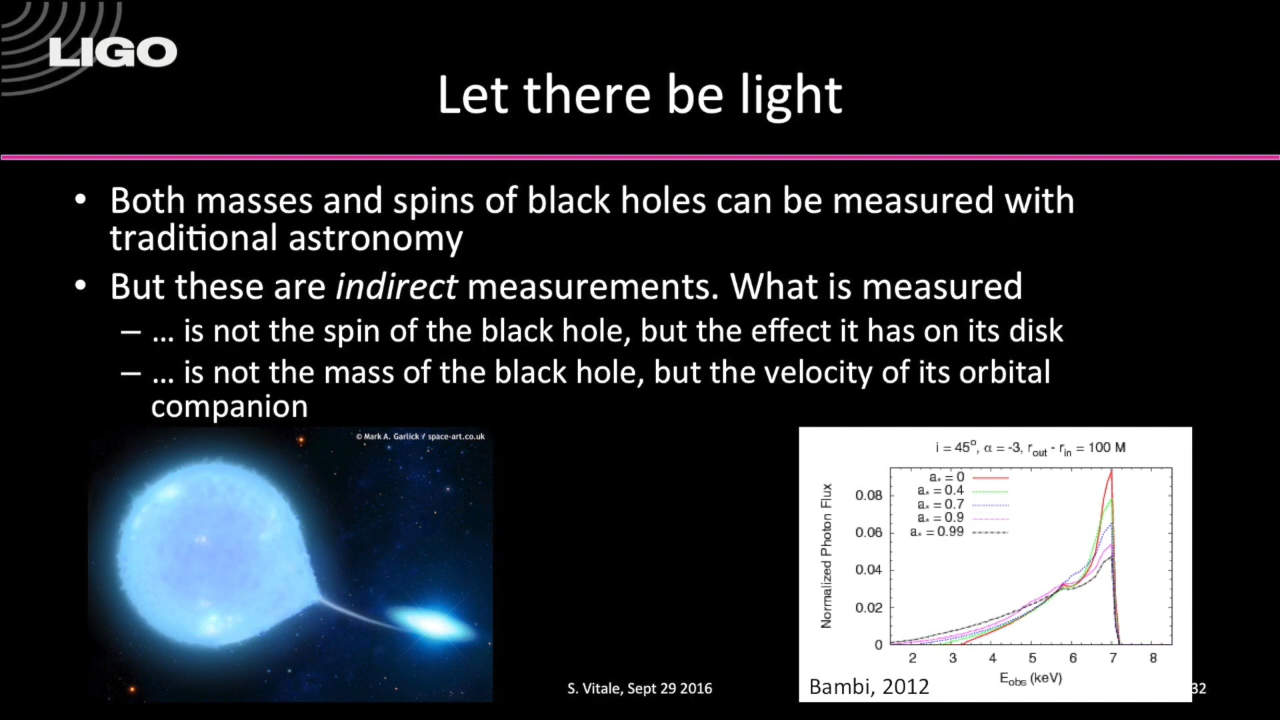 LIGO
Let there be light
• Both masses and spins of black holes can be measured with
traditional astronomy
• But these are indirect measurements. What is measured
– … is not the spin of the black hole, but the effect it has on its disk
– … is not the mass of the black hole, but the velocity of its orbital
companion
© Mark A. Garlick / space-art.co.uk
i = 45°, α = -3, r_out - r_in = 100 M
a* = 0
a* = 0.4
a* = 0.7
a* = 0.9
a* = 0.99
Normalized Photon Flux
0.08
0.06
0.04
0.02
0
2 3 4 5 6 7 8
E_obs (keV)
Bambi, 2012
S. Vitale, Sept 29 2016
32